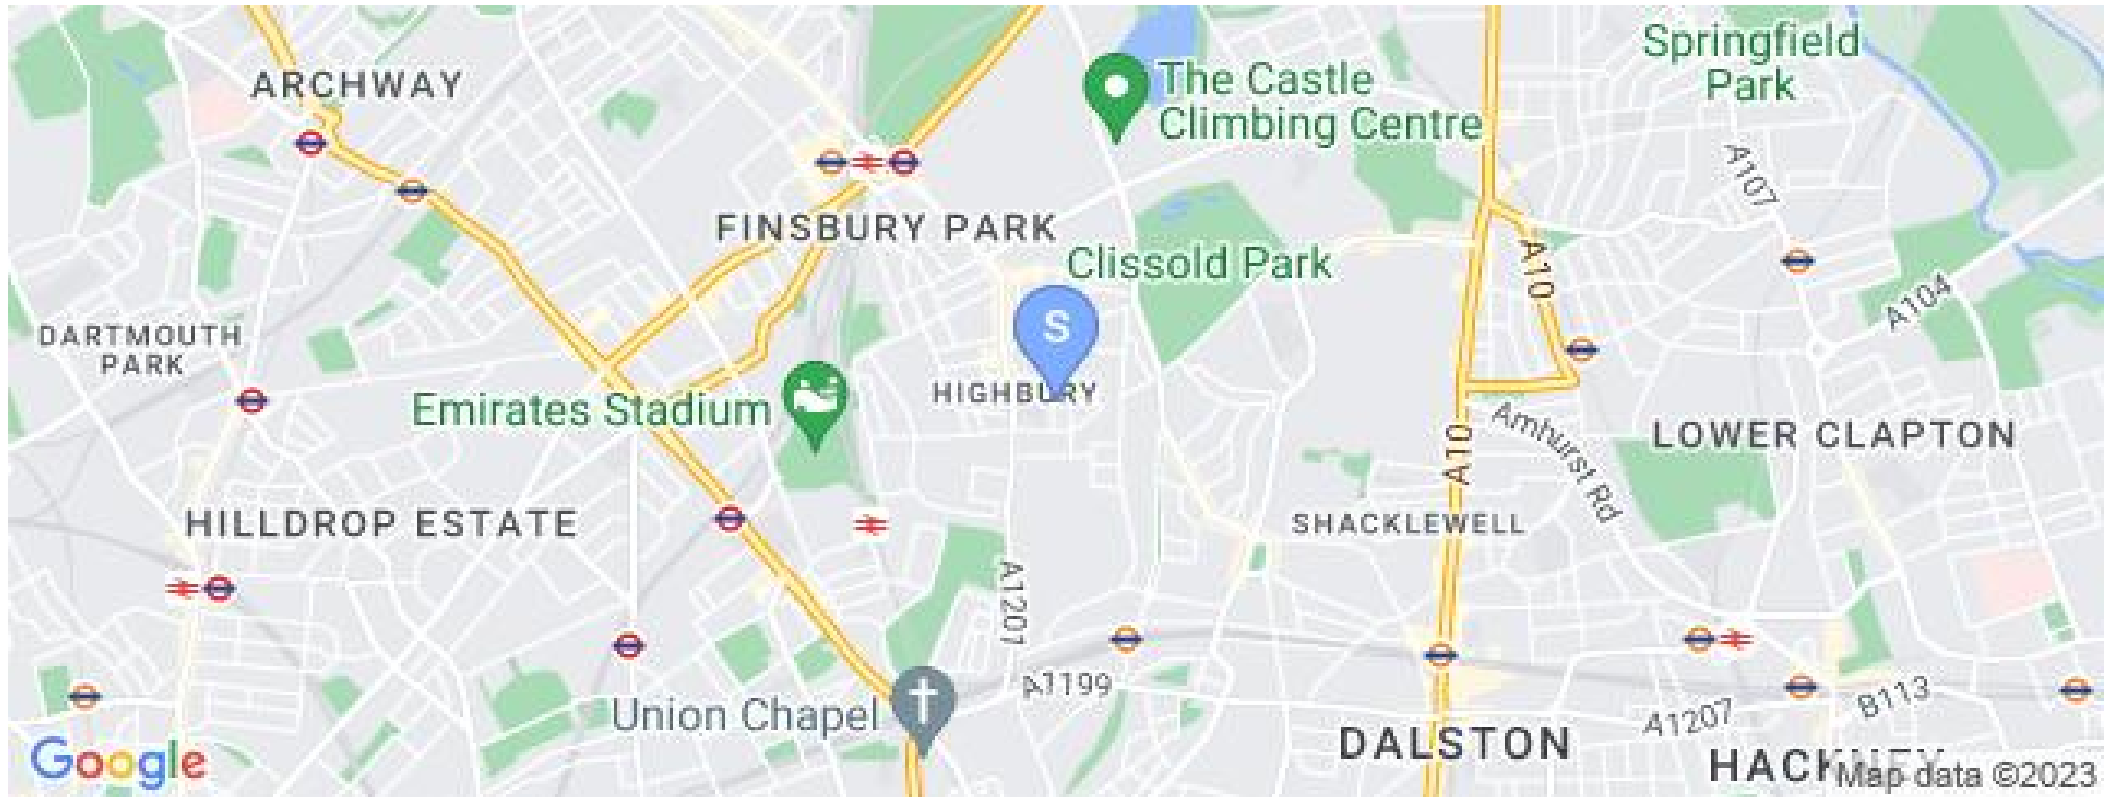 Springfield
Park
ARCHWAY
The Castle
Climbing Centre
A107
FINSBURY PARK
Clissold Park
A10
A104
S
DARTMOUTH
PARK
HIGHBURY
Emirates Stadium
Amhurst Rd
LOWER CLAPTON
A10
HILLDROP ESTATE
SHACKLEWELL
A1201
A1199
B113
Union Chapel
A1207
DALSTON
Google
HACKNEY
Map data ©2023